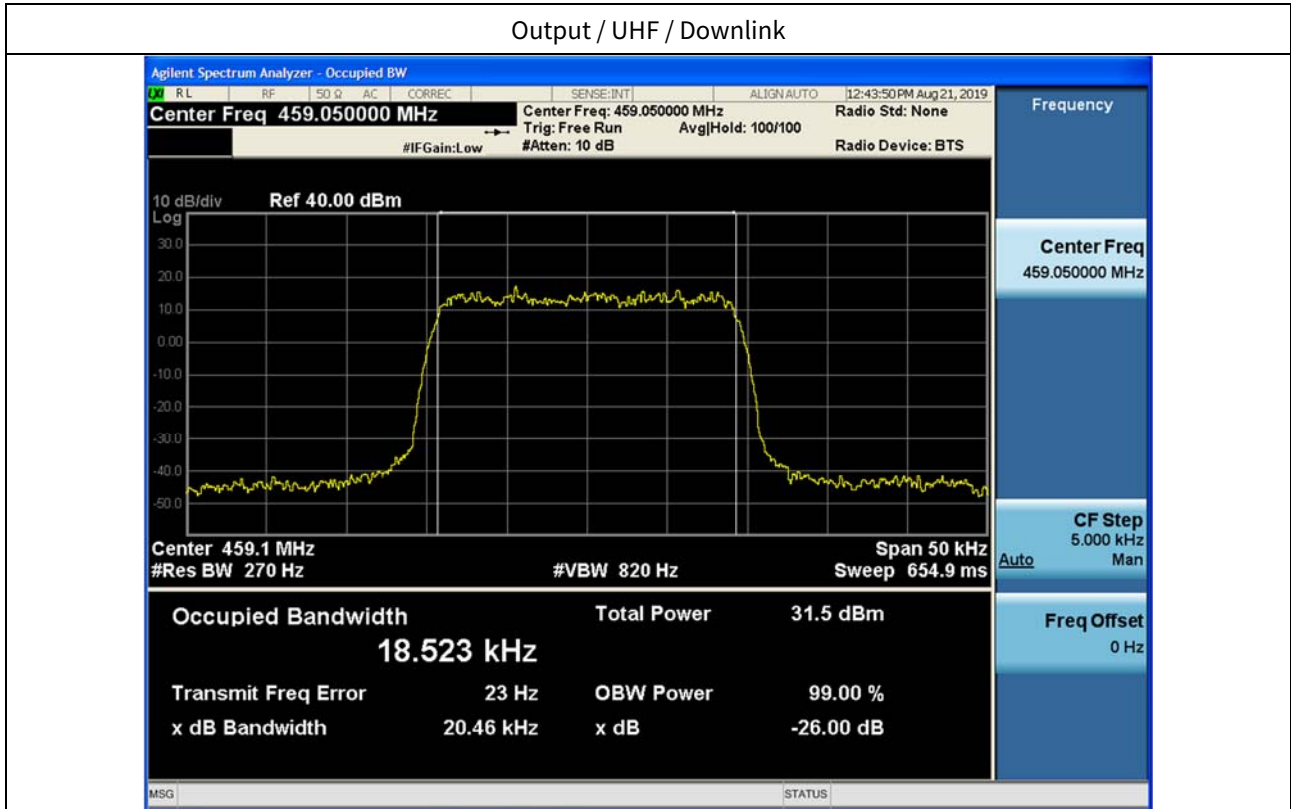 Output / UHF / Downlink
Agilent Spectrum Analyzer - Occupied BW
LXI RL RF 50 Ω AC CORREC SENSE:INT ALIGN AUTO 12:43:50 PM Aug 21, 2019
Center Freq 459.050000 MHz Center Freq: 459.050000 MHz Radio Std: None
Trig: Free Run Avg|Hold: 100/100
#IFGain:Low #Atten: 10 dB Radio Device: BTS
Frequency
10 dB/div Ref 40.00 dBm
Log
30.0
20.0
10.0
0.00
-10.0
-20.0
-30.0
-40.0
-50.0
Center 459.1 MHz Span 50 kHz
#Res BW 270 Hz #VBW 820 Hz Sweep 654.9 ms
Center Freq
459.050000 MHz
CF Step
5.000 kHz
Auto Man
Freq Offset
0 Hz
Occupied Bandwidth Total Power 31.5 dBm
18.523 kHz
Transmit Freq Error 23 Hz OBW Power 99.00 %
x dB Bandwidth 20.46 kHz x dB -26.00 dB
MSG STATUS